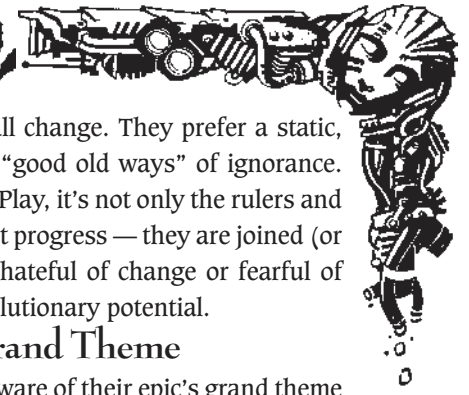 all change. They prefer a static,
“good old ways” of ignorance.
Play, it’s not only the rulers and
t progress — they are joined (or
hateful of change or fearful of
lutionary potential.
rand Theme
ware of their epic’s grand theme